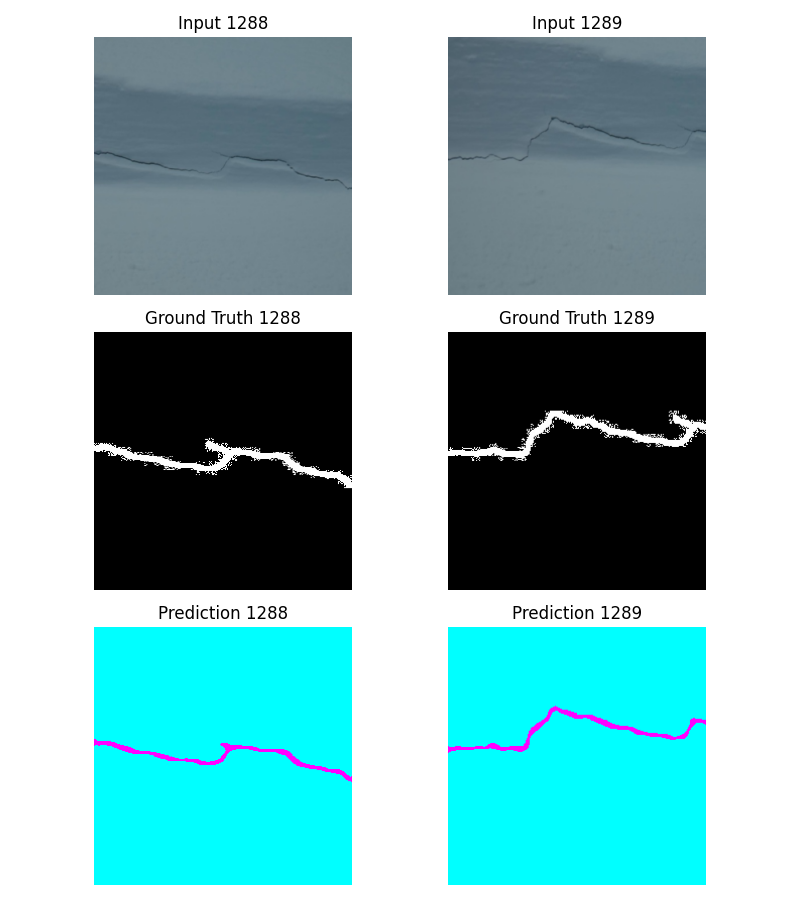 Input 1288
Input 1289
Ground Truth 1288
Ground Truth 1289
Prediction 1288
Prediction 1289